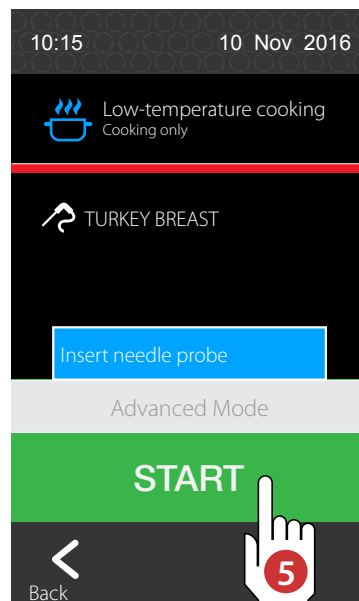 10:15 10 Nov 2016
Low-temperature cooking
Cooking only
TURKEY BREAST
Insert needle probe
Advanced Mode
START
5
Back